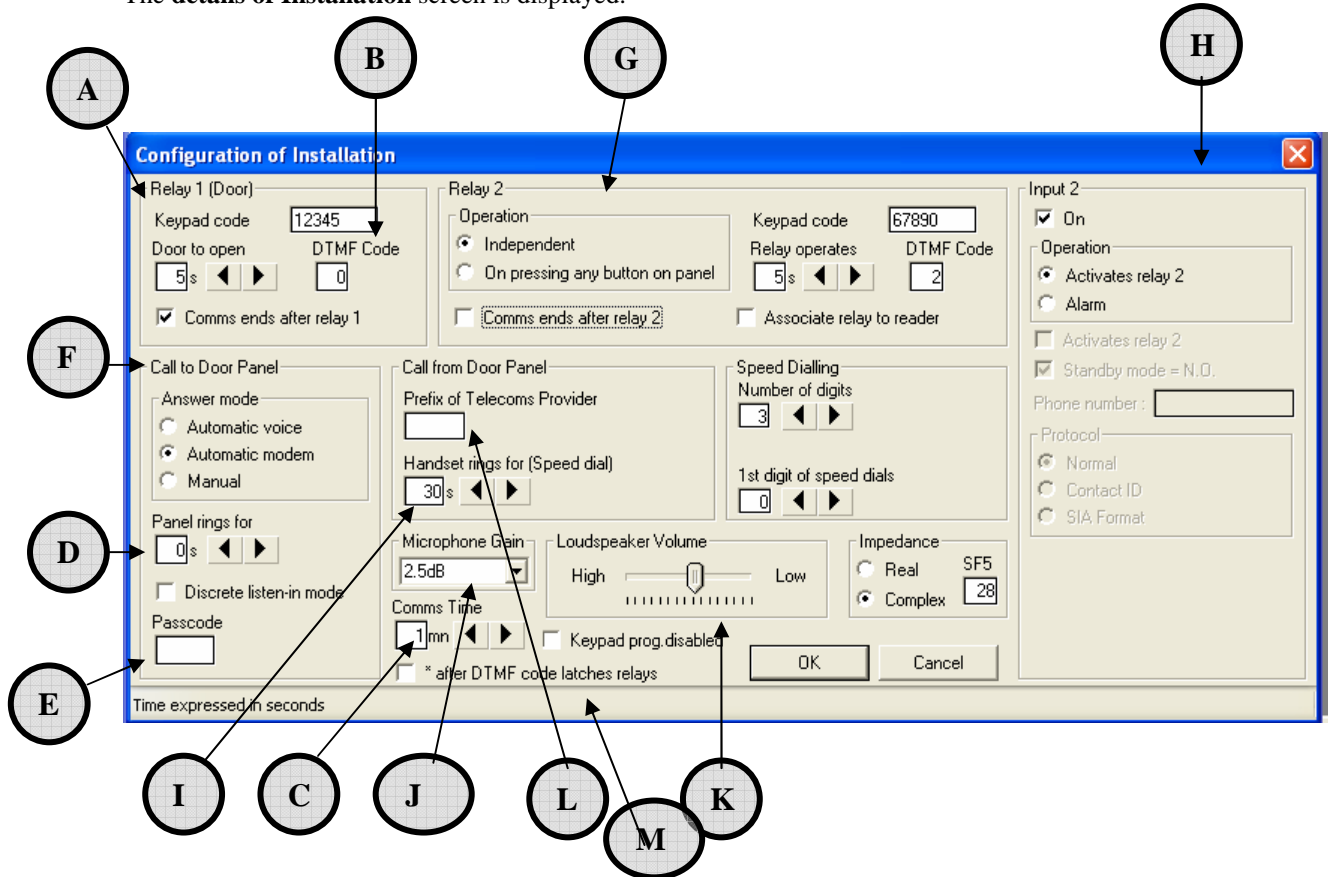 The details of Installation screen is displayed.
A
B
G
H
Configuration of Installation
Relay 1 (Door)
Keypad code 12345
Door to open DTMF Code
5 s 0
Comms ends after relay 1
Relay 2
Operation
Independent
On pressing any button on panel
Comms ends after relay 2
Keypad code 67890
Relay operates DTMF Code
5 s 2
Associate relay to reader
Input 2
On
Operation
Activates relay 2
Alarm
Activates relay 2
Standby mode = N.O.
Phone number :
Protocol
Normal
Contact ID
SIA Format
F
Call to Door Panel
Answer mode
Automatic voice
Automatic modem
Manual
D
Panel rings for
0 s
Discrete listen-in mode
Passcode
E
Call from Door Panel
Prefix of Telecoms Provider
Handset rings for (Speed dial)
30 s
Speed Dialling
Number of digits
3
1st digit of speed dials
0
Microphone Gain
2.5dB
Loudspeaker Volume
High Low
Impedance
Real SF5
Complex 28
Comms Time
1 mn
Keypad prog.disabled
* after DTMF code latches relays
OK Cancel
Time expressed in seconds
I
C
J
L
K
M